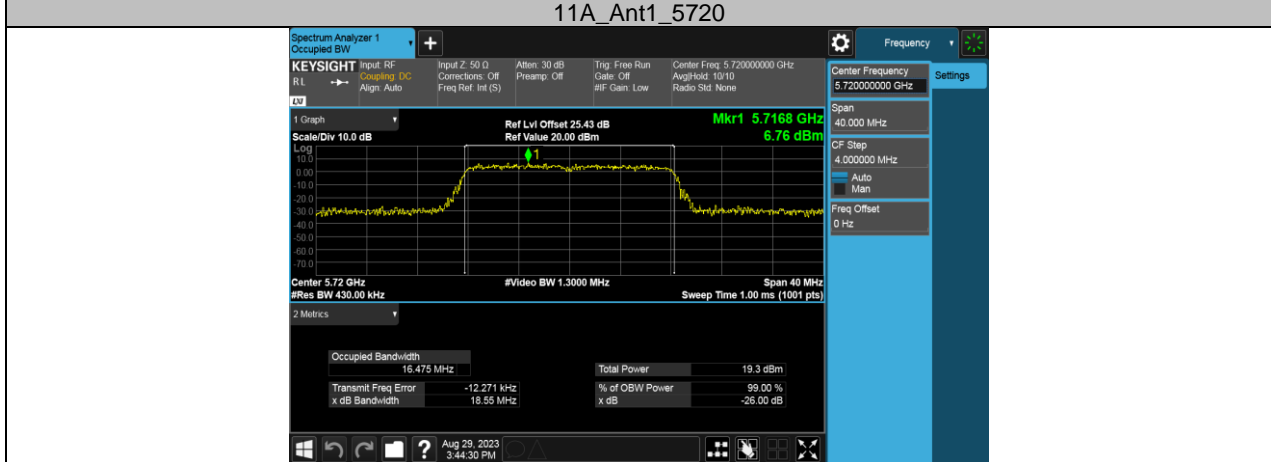 11A_Ant1_5720
Spectrum Analyzer 1
Occupied BW
Frequency
KEYSIGHT
RL
LXI
Input: RF
Coupling: DC
Align: Auto
Input Z: 50 Ω
Corrections: Off
Freq Ref: Int (S)
Atten: 30 dB
Preamp: Off
Trig: Free Run
Gate: Off
#IF Gain: Low
Center Freq: 5.720000000 GHz
Avg|Hold: 10/10
Radio Std: None
Center Frequency
5.720000000 GHz
Settings
Span
40.000 MHz
CF Step
4.000000 MHz
Auto
Man
Freq Offset
0 Hz
1 Graph
Scale/Div 10.0 dB
Ref Lvl Offset 25.43 dB
Ref Value 20.00 dBm
Mkr1 5.7168 GHz
6.76 dBm
Log
1
10.0
0.00
-10.0
-20.0
-30.0
-40.0
-50.0
-60.0
-70.0
Center 5.72 GHz
#Video BW 1.3000 MHz
Span 40 MHz
#Res BW 430.00 kHz
Sweep Time 1.00 ms (1001 pts)
2 Metrics
Occupied Bandwidth
16.475 MHz
Total Power 19.3 dBm
Transmit Freq Error -12.271 kHz
% of OBW Power 99.00 %
x dB Bandwidth 18.55 MHz
x dB -26.00 dB
?
Aug 29, 2023
3:44:30 PM